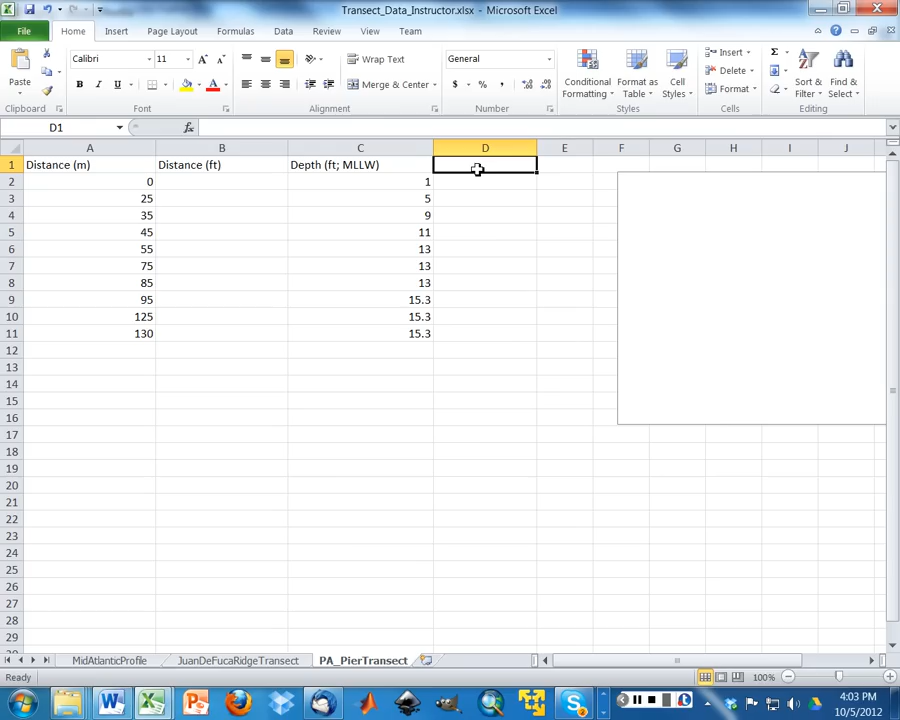 Transect_Data_Instructor.xlsx - Microsoft Excel
File Home Insert Page Layout Formulas Data Review View Team
Calibri 11 Wrap Text General Insert
Paste Merge & Center Conditional Formatting Format as Table Cell Styles Delete Format Sort & Filter Find & Select
Clipboard Font Alignment Number Styles Cells Editing
D1 fx
A B C D E F G H I J
1 Distance (m) Distance (ft) Depth (ft; MLLW)
2 0 1
3 25 5
4 35 9
5 45 11
6 55 13
7 75 13
8 85 13
9 95 15.3
10 125 15.3
11 130 15.3
12
13
14
15
16
17
18
19
20
21
22
23
24
25
26
27
28
29
MidAtlanticProfile JuanDeFucaRidgeTransect PA_PierTransect
Ready 100%
4:03 PM
10/5/2012